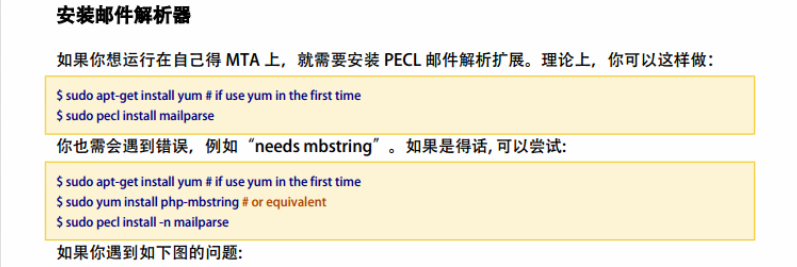 安装邮件解析器
如果你想运行在自己得 MTA 上，就需要安装 PECL 邮件解析扩展。理论上，你可以这样做：
$ sudo apt-get install yum # if use yum in the first time
$ sudo pecl install mailparse
你也需会遇到错误，例如“needs mbstring”。如果是得话, 可以尝试:
$ sudo apt-get install yum # if use yum in the first time
$ sudo yum install php-mbstring # or equivalent
$ sudo pecl install -n mailparse
如果你遇到如下图的问题: